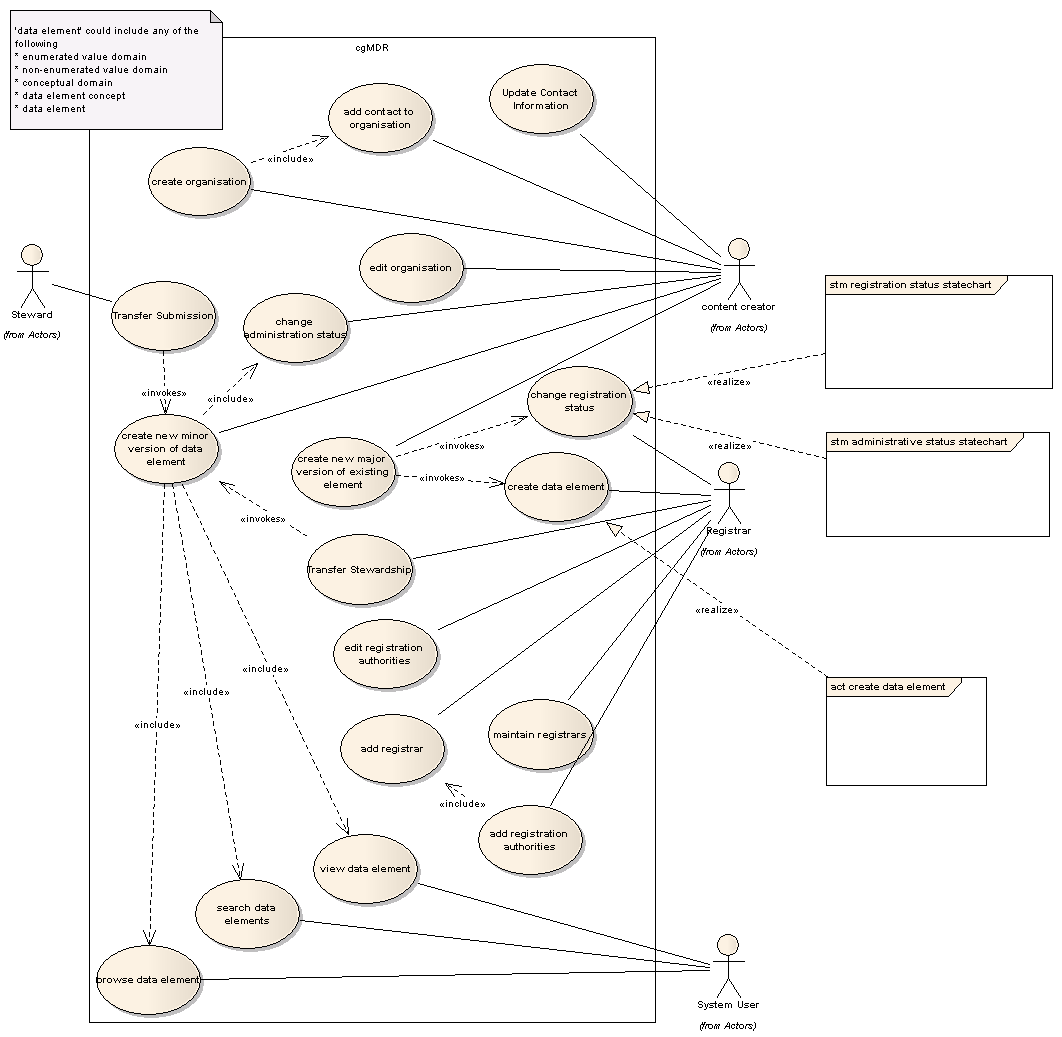 'data element' could include any of the
following
* enumerated value domain
* non-enumerated value domain
* conceptual domain
* data element concept
* data element
cgMDR
Update Contact
Information
add contact to
organisation
«include»
create organisation
edit organisation
Steward
(from Actors)
Transfer Submission
change
administration status
content creator
(from Actors)
stm registration status statechart
«realize»
«invokes»
«include»
change registration
status
create new minor
version of data
element
create new major
version of existing
element
«invokes»
«realize»
stm administrative status statechart
«invokes»
create data element
«invokes»
Registrar
(from Actors)
Transfer Stewardship
«realize»
edit registration
authorities
«include»
«include»
«include»
act create data element
add registrar
maintain registrars
«include»
add registration
authorities
view data element
search data
elements
browse data element
System User
(from Actors)